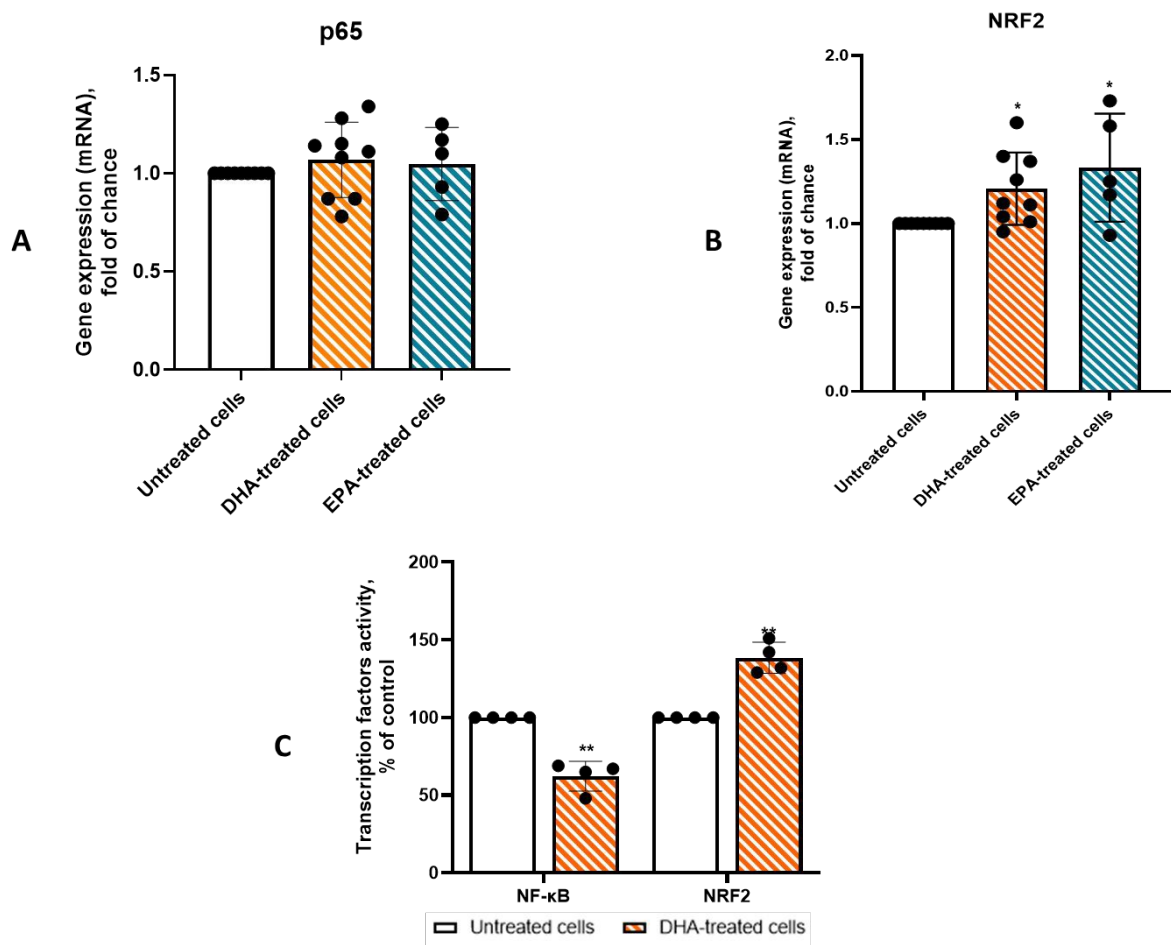 p65
Gene expression (mRNA),
fold of chance
1.5
1.0
0.5
0.0
A
Untreated cells
DHA-treated cells
EPA-treated cells
NRF2
Gene expression (mRNA),
fold of chance
2.0
1.5
1.0
0.5
0.0
*
*
B
Untreated cells
DHA-treated cells
EPA-treated cells
Transcription factors activity,
% of control
200
150
100
50
0
**
**
C
NF-κB
NRF2
Untreated cells
DHA-treated cells